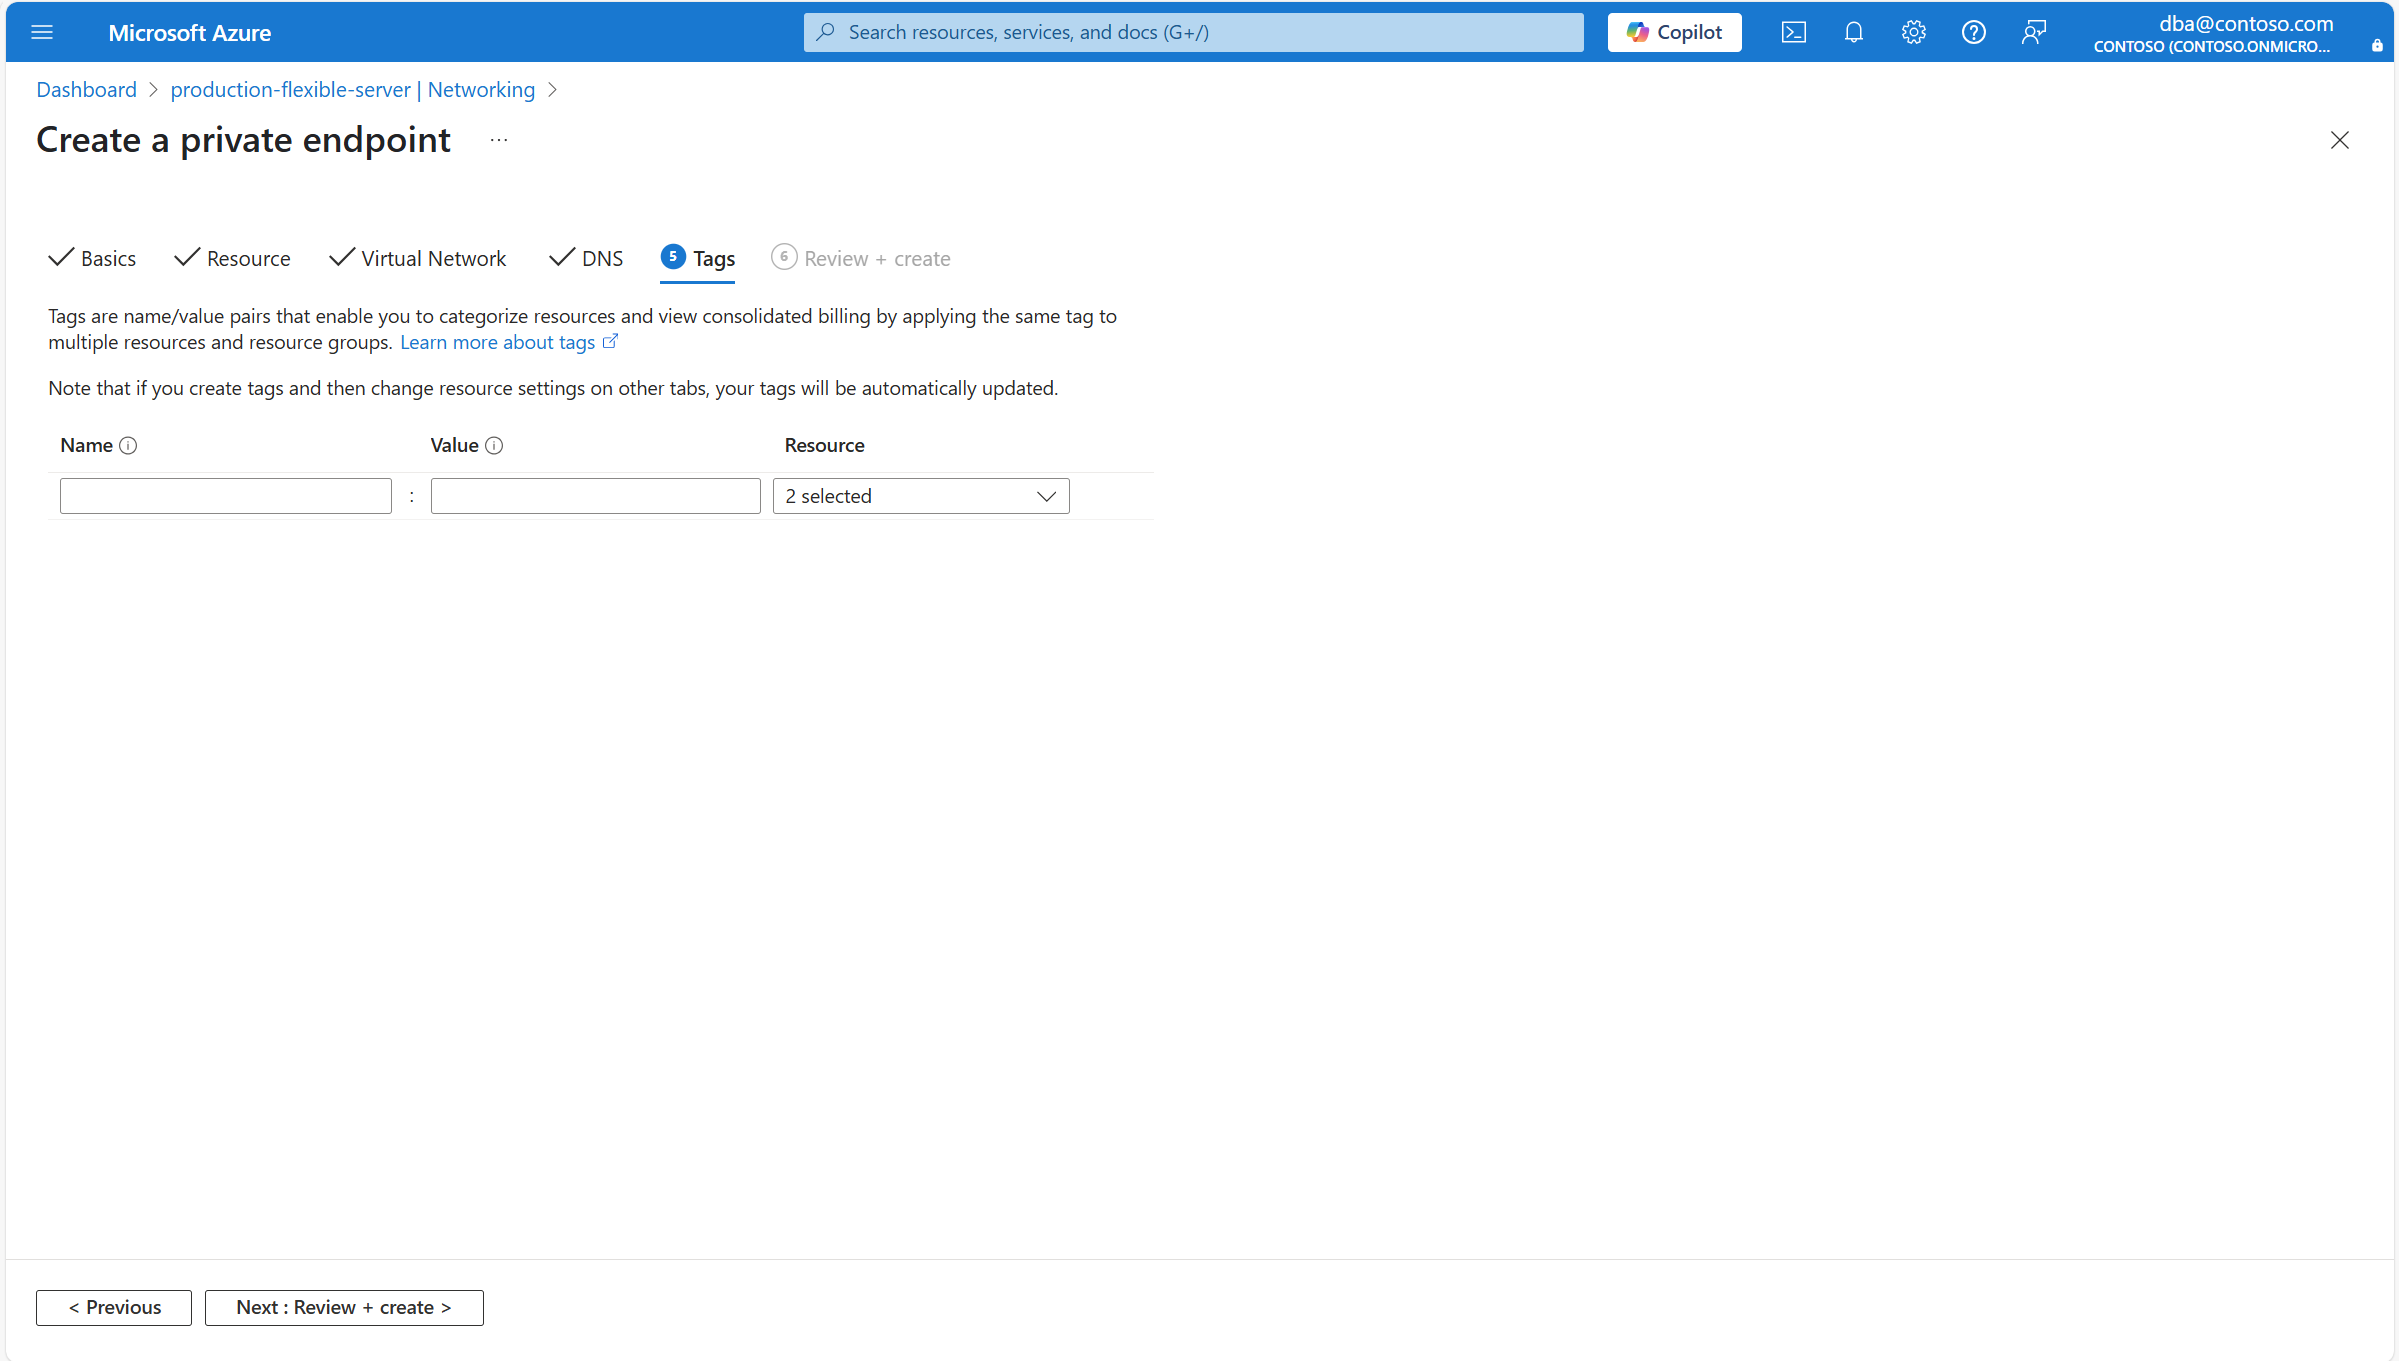 Microsoft Azure
Search resources, services, and docs (G+/)
Copilot
dba@contoso.com
CONTOSO (CONTOSO.ONMICRO...
Dashboard > production-flexible-server | Networking >
Create a private endpoint ...
Basics
Resource
Virtual Network
DNS
5 Tags
6 Review + create
Tags are name/value pairs that enable you to categorize resources and view consolidated billing by applying the same tag to
multiple resources and resource groups. Learn more about tags
Note that if you create tags and then change resource settings on other tabs, your tags will be automatically updated.
Name
Value
Resource
:
2 selected
< Previous
Next : Review + create >